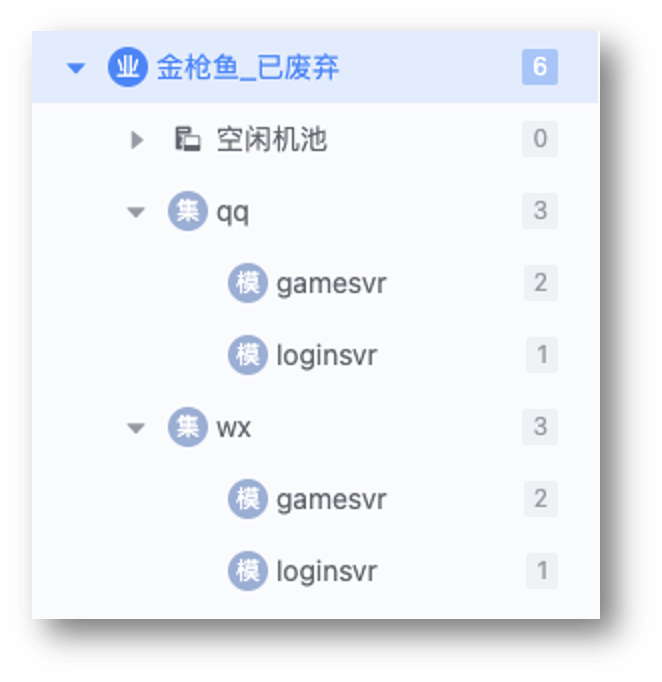 业 金枪鱼_已废弃 6
空闲机池 0
集 qq 3
模 gamesvr 2
模 loginsvr 1
集 wx 3
模 gamesvr 2
模 loginsvr 1